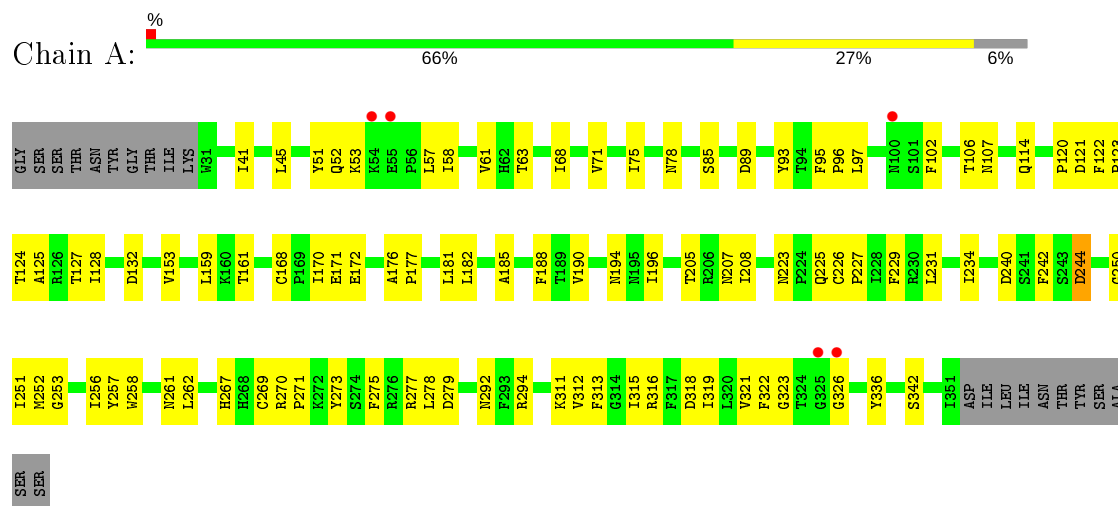 %
Chain A:
66% 27% 6%
GLY SER SER THR ASN TYR GLY THR ILE LYS W31 I41 L45 Y51 Q52 K53 K54 E55 P56 L57 I58 V61 H62 T63 I68 V71 I75 N78 S85 D89 Y93 T94 F95 P96 L97 N100 S101 F102 T106 N107 Q114 P120 D121 F122
T124 A125 R126 T127 I128 D132 V153 L159 K160 T161 C168 P169 I170 E171 E172 A176 P177 L181 L182 A185 F188 T189 V190 N194 N195 I196 T205 R206 N207 I208 N223 P224 Q225 C226 P227 I228 F229 R230 L231 I234 D240 S241 F242 S243 D244
I251 M252 G253 I256 Y257 W258 N261 L262 H267 H268 C269 R270 P271 K272 Y273 S274 F275 R276 R277 L278 D279 N292 F293 R294 K311 V312 F313 G314 I315 R316 F317 D318 I319 L320 V321 F322 G323 T324 G325 G326 Y336 S342 I351 ASP ILE LEU ILE ASN THR TYR SER ALA
SER SER